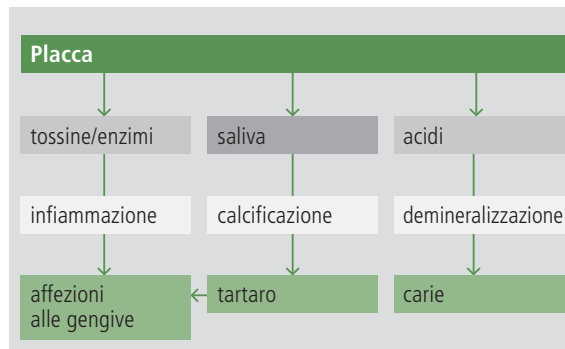 Placca
tossine/enzimi
saliva
acidi
infiammazione
calcificazione
demineralizzazione
affezioni
alle gengive
tartaro
carie